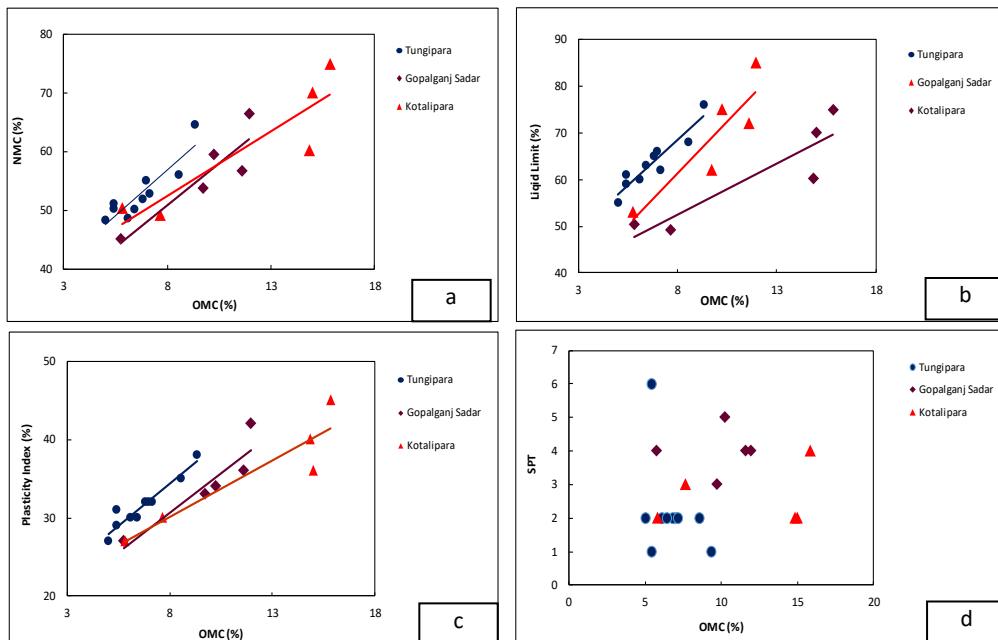 80
70
60
50
40
3
8
13
18
NMC (%)
OMC (%)
Tungipara
Gopalganj Sadar
Kotalipara
a
90
80
70
60
50
40
3
8
13
18
Liqid Limit (%)
OMC (%)
Tungipara
Gopalganj Sadar
Kotalipara
b
50
40
30
20
3
8
13
18
Plasticity Index (%)
OMC (%)
Tungipara
Gopalganj Sadar
Kotalipara
c
7
6
5
4
3
2
1
0
5
10
15
20
SPT
OMC (%)
Tungipara
Gopalganj Sadar
Kotalipara
d